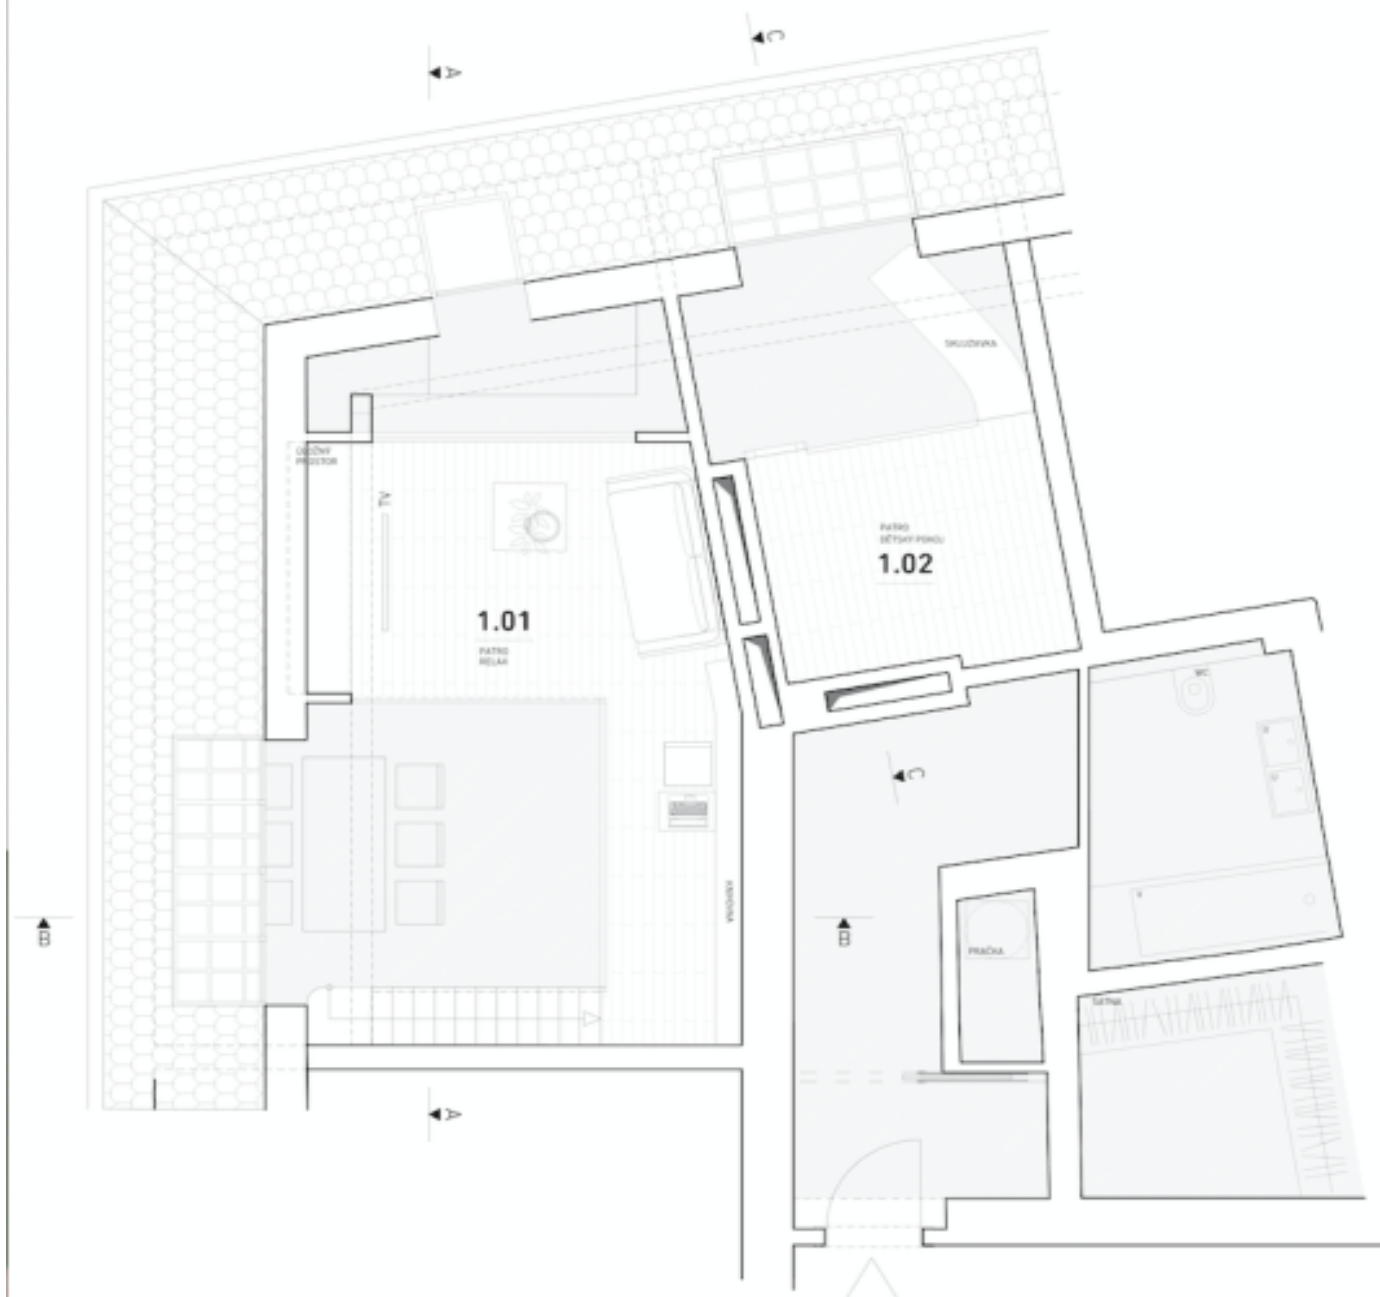 A
C
SKLUZAVKA
ÚLOŽNÝ
PROSTOR
TV
PATRO
DĚTSKÝ POKOJ
1.02
1.01
PATRO
RELAX
WC
C
KNIHOVNA
B
B
PRAČKA
ŠATNA
A